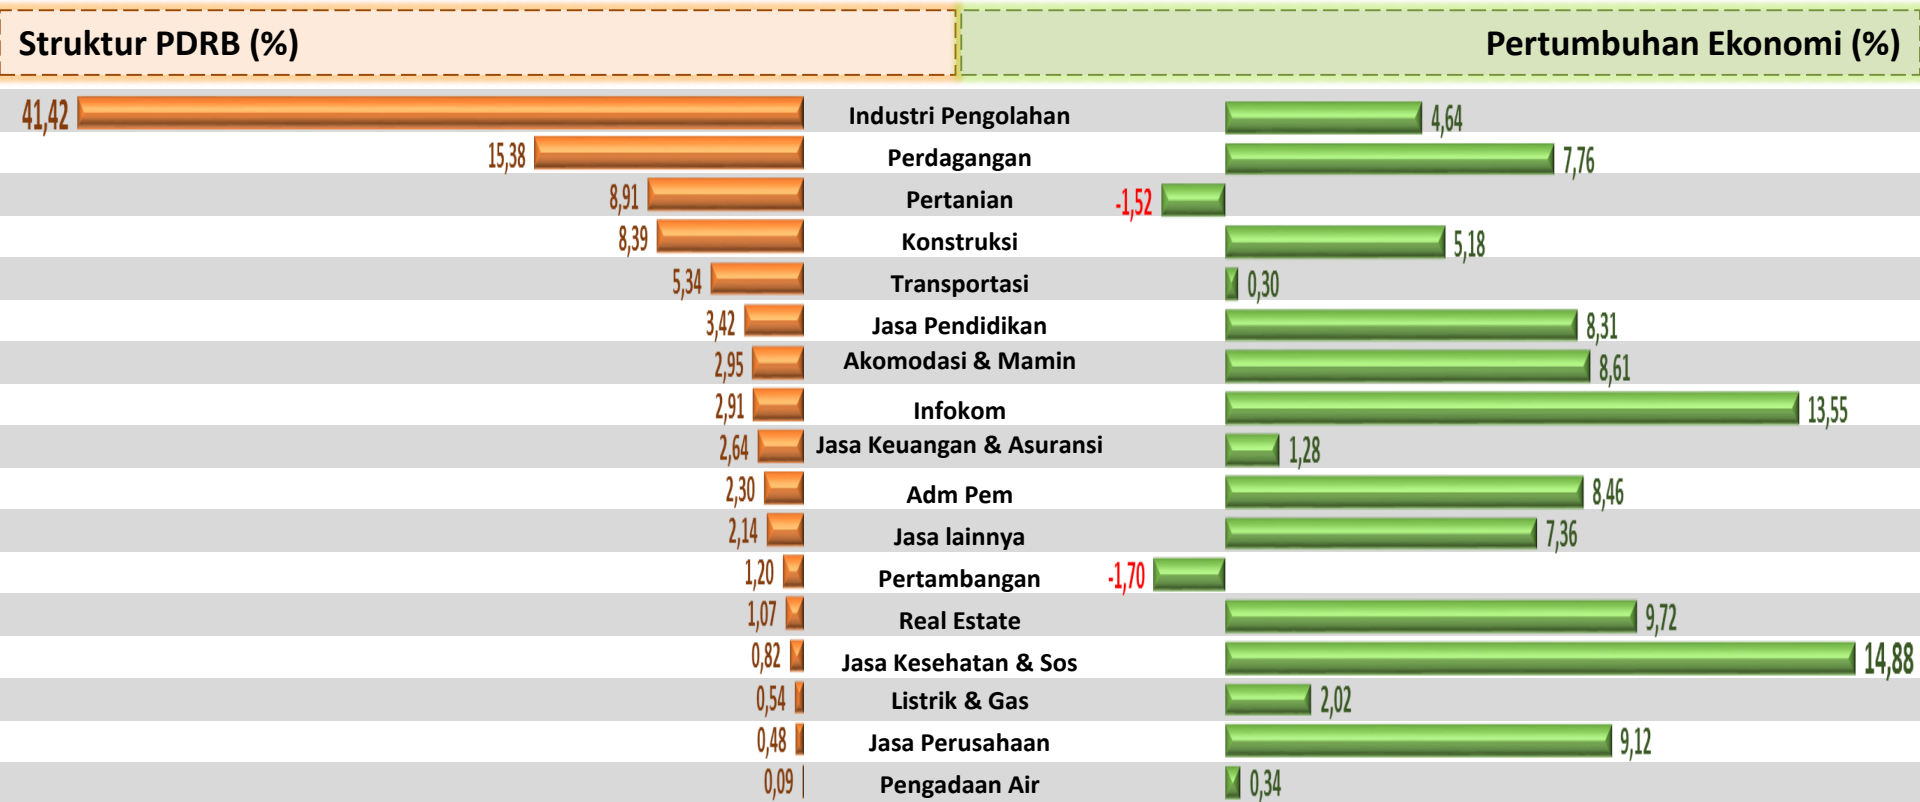 Struktur PDRB (%)
Pertumbuhan Ekonomi (%)
41,42 Industri Pengolahan 4,64
15,38 Perdagangan 7,76
8,91 Pertanian -1,52
8,39 Konstruksi 5,18
5,34 Transportasi 0,30
3,42 Jasa Pendidikan 8,31
2,95 Akomodasi & Mamin 8,61
2,91 Infokom 13,55
2,64 Jasa Keuangan & Asuransi 1,28
2,30 Adm Pem 8,46
2,14 Jasa lainnya 7,36
1,20 Pertambangan -1,70
1,07 Real Estate 9,72
0,82 Jasa Kesehatan & Sos 14,88
0,54 Listrik & Gas 2,02
0,48 Jasa Perusahaan 9,12
0,09 Pengadaan Air 0,34